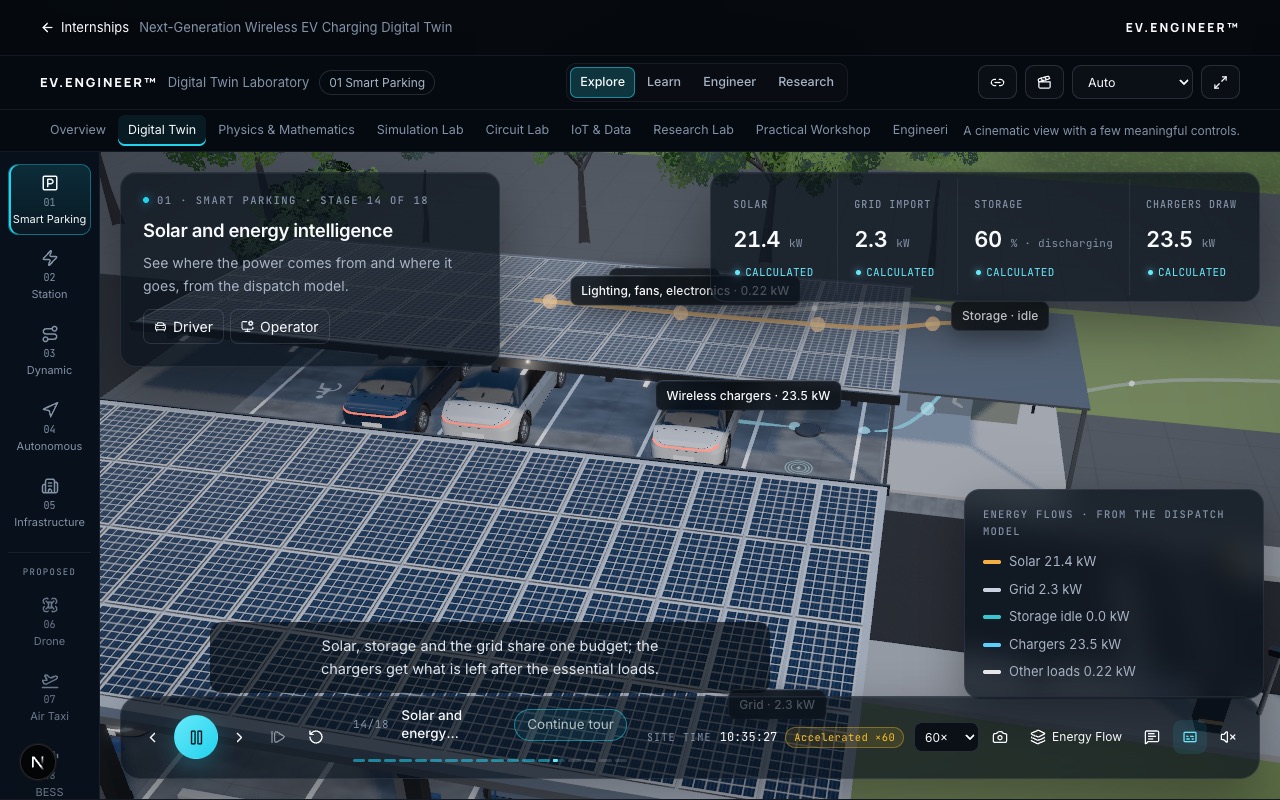 Internships
Next-Generation Wireless EV Charging Digital Twin
EV.ENGINEER™
EV.ENGINEER™
Digital Twin Laboratory
01 Smart Parking
Explore
Learn
Engineer
Research
Auto
Overview
Digital Twin
Physics & Mathematics
Simulation Lab
Circuit Lab
IoT & Data
Research Lab
Practical Workshop
Engineeri
A cinematic view with a few meaningful controls.
01
Smart Parking
02
Station
03
Dynamic
04
Autonomous
05
Infrastructure
PROPOSED
06
Drone
07
Air Taxi
N
BESS
01 · SMART PARKING · STAGE 14 OF 18
Solar and energy intelligence
See where the power comes from and where it
goes, from the dispatch model.
Driver
Operator
SOLAR
21.4 kW
CALCULATED
GRID IMPORT
2.3 kW
CALCULATED
STORAGE
60 % · discharging
CALCULATED
CHARGERS DRAW
23.5 kW
CALCULATED
Lighting, fans, electronics · 0.22 kW
Storage · idle
Wireless chargers · 23.5 kW
ENERGY FLOWS · FROM THE DISPATCH
MODEL
Solar 21.4 kW
Grid 2.3 kW
Storage idle 0.0 kW
Chargers 23.5 kW
Other loads 0.22 kW
Solar, storage and the grid share one budget; the
chargers get what is left after the essential loads.
Grid · 2.3 kW
14/18
Solar and
energy…
Continue tour
SITE TIME 10:35:27
Accelerated ×60
60×
Energy Flow